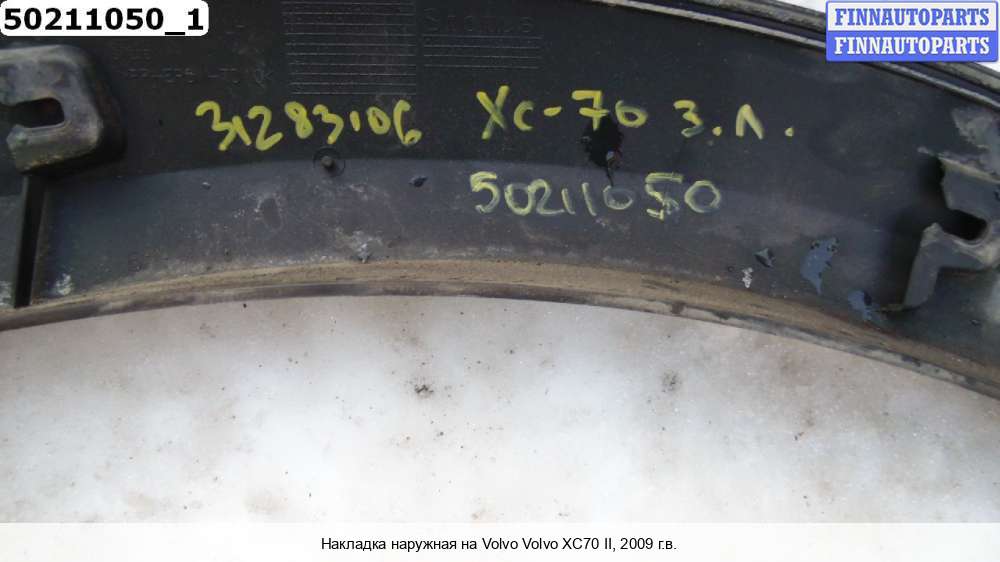 50211050_1
FINNAUTOPARTS
FINNAUTOPARTS
31283106 XC-70 З.Л.
50211050
Накладка наружная на Volvo Volvo XC70 II, 2009 г.в.